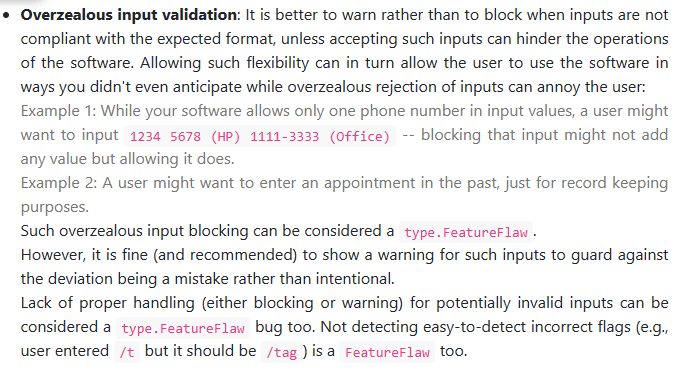 • Overzealous input validation: It is better to warn rather than to block when inputs are not
compliant with the expected format, unless accepting such inputs can hinder the operations
of the software. Allowing such flexibility can in turn allow the user to use the software in
ways you didn't even anticipate while overzealous rejection of inputs can annoy the user:
Example 1: While your software allows only one phone number in input values, a user might
want to input 1234 5678 (HP) 1111-3333 (Office) -- blocking that input might not add
any value but allowing it does.
Example 2: A user might want to enter an appointment in the past, just for record keeping
purposes.
Such overzealous input blocking can be considered a type.FeatureFlaw .
However, it is fine (and recommended) to show a warning for such inputs to guard against
the deviation being a mistake rather than intentional.
Lack of proper handling (either blocking or warning) for potentially invalid inputs can be
considered a type.FeatureFlaw bug too. Not detecting easy-to-detect incorrect flags (e.g.,
user entered /t but it should be /tag ) is a FeatureFlaw too.